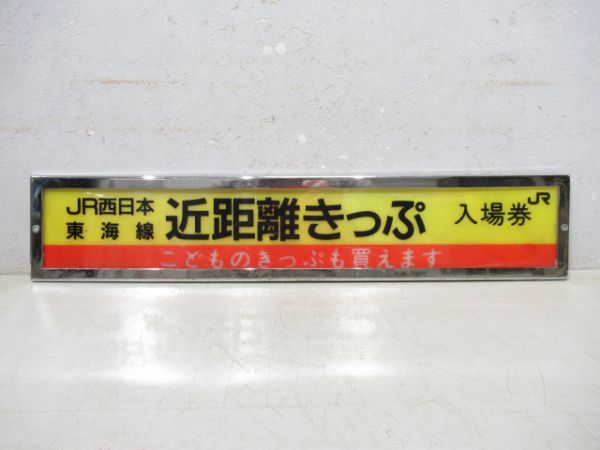 JR西日本
東海線
近距離きっぷ
入場券
JR
こどものきっぷも買えます